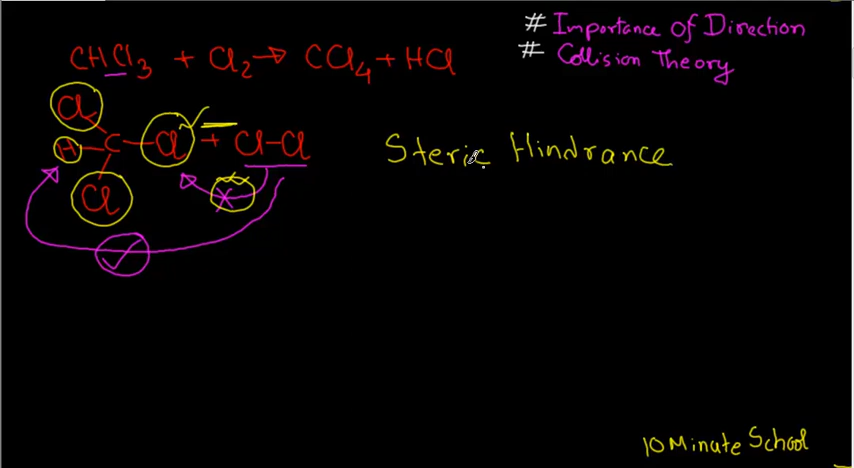 # Importance of Direction
# Collision Theory
CHCl3 + Cl2 → CCl4 + HCl
Cl
H-C-Cl + Cl-Cl
Cl
Steric Hindrance
10 Minute School